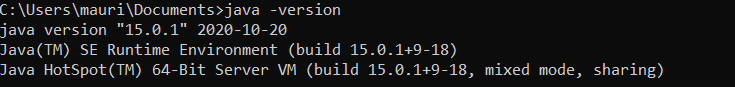 C:\Users\mauri\Documents>java -version
java version "15.0.1" 2020-10-20
Java(TM) SE Runtime Environment (build 15.0.1+9-18)
Java HotSpot(TM) 64-Bit Server VM (build 15.0.1+9-18, mixed mode, sharing)